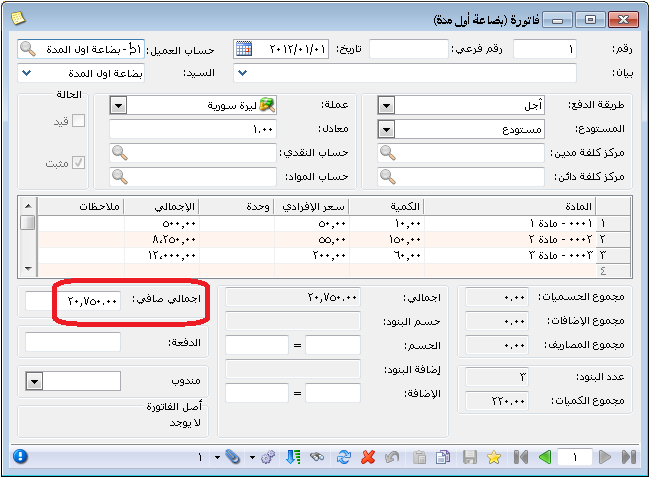 فاتورة (بضاعة أول مدة)
رقم: ١ رقم فرعي: تاريخ: ٢٠١٢/٠١/٠١ حساب العميل: ١د - بضاعة اول المدة
بيان: السيد: بضاعة اول المدة
طريقة الدفع: آجل عملة: ليرة سورية الحالة
المستودع: مستودع معادل: ١.٠٠ قيد
مركز كلفة مدين: حساب النقدي: مثبت
مركز كلفة دائن: حساب المواد:
المادة الكمية سعر الإفرادي وحدة الإجمالي ملاحظات
١ ٠٠٠١ - مادة ١ ١٠,٠٠ ٥٠,٠٠ ٥٠٠,٠٠
٢ ٠٠٠٢ - مادة ٢ ١٥٠,٠٠ ٥٥,٠٠ ٨,٢٥٠,٠٠
٣ ٠٠٠٣ - مادة ٣ ٦٠,٠٠ ٢٠٠,٠٠ ١٢,٠٠٠,٠٠
٤
مجموع الحسميات: ٠.٠٠ اجمالي: ٢٠,٧٥٠.٠٠ اجمالي صافي: ٢٠,٧٥٠.٠٠
مجموع الإضافات: ٠.٠٠ حسم البنود:
مجموع المصاريف: ٠.٠٠ الحسم: = الدفعة:
عدد البنود: ٣ إضافة البنود: مندوب
مجموع الكميات: ٢٢٠.٠٠ الإضافة: = أصل الفاتورة
لا يوجد
١ ١